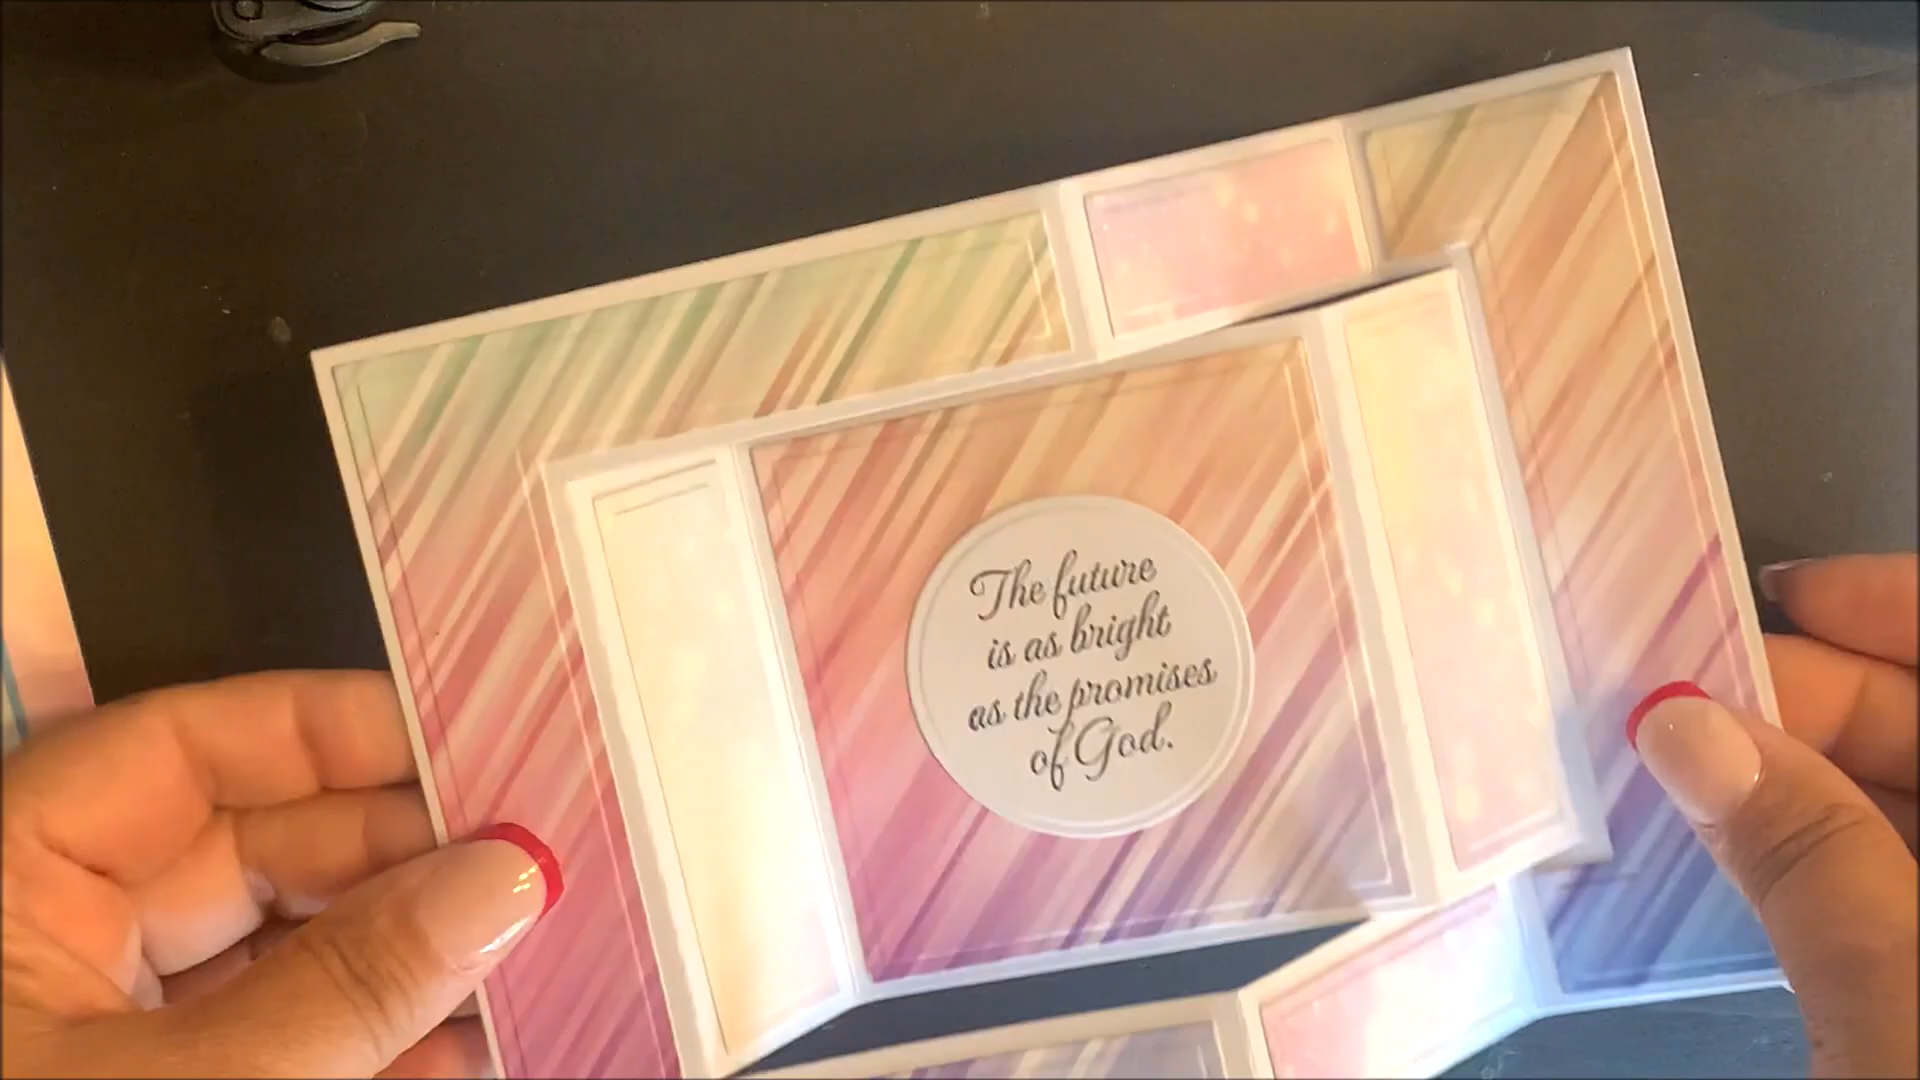 The future
is as bright
as the promises
of God.